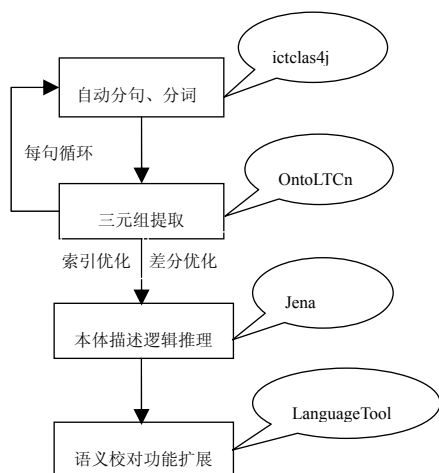 ictclas4j
自动分句、分词
每句循环
OntoLTCn
三元组提取
索引优化 差分优化
Jena
本体描述逻辑推理
LanguageTool
语义校对功能扩展